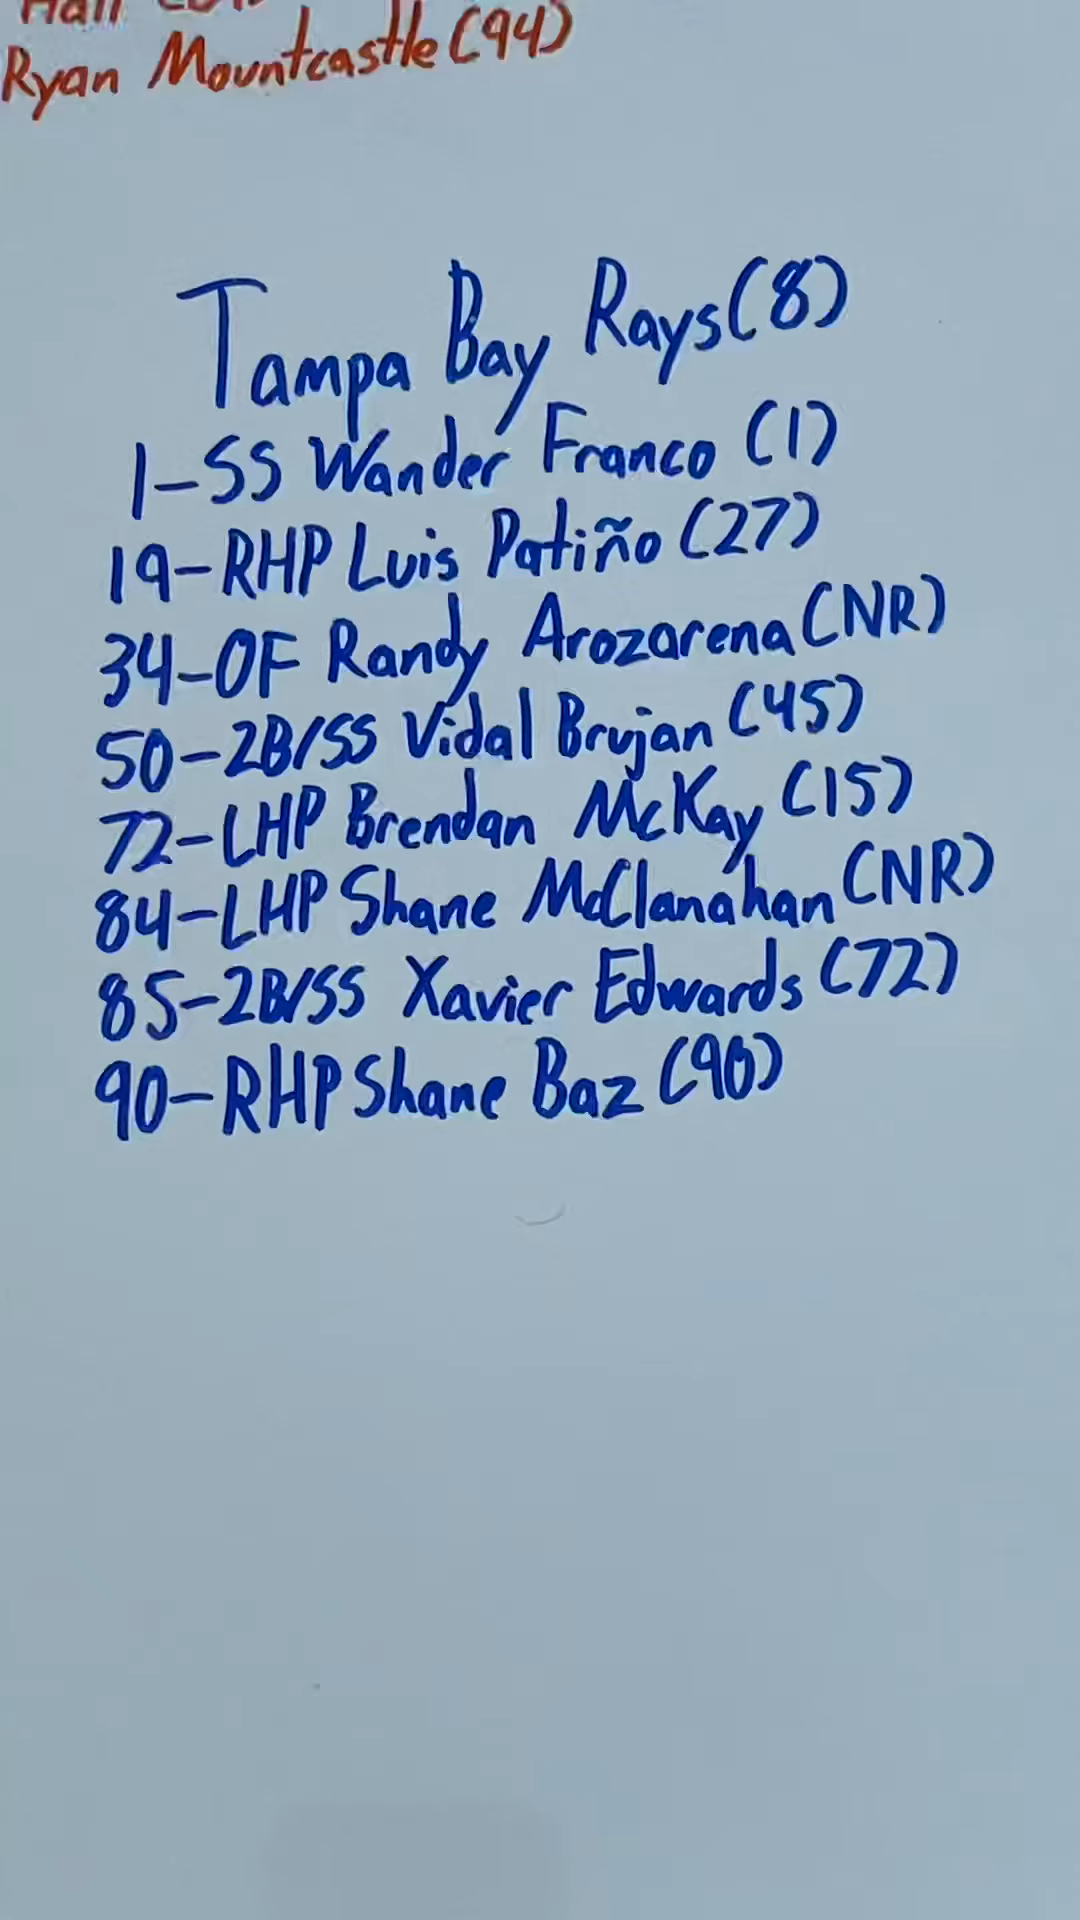 Hall
Ryan Mountcastle (94)
Tampa Bay Rays (8)
1-SS Wander Franco (1)
19-RHP Luis Patiño (27)
34-OF Randy Arozarena (NR)
50-2B/SS Vidal Brujan (45)
72-LHP Brendan McKay (15)
84-LHP Shane McClanahan (NR)
85-2B/SS Xavier Edwards (72)
90-RHP Shane Baz (90)